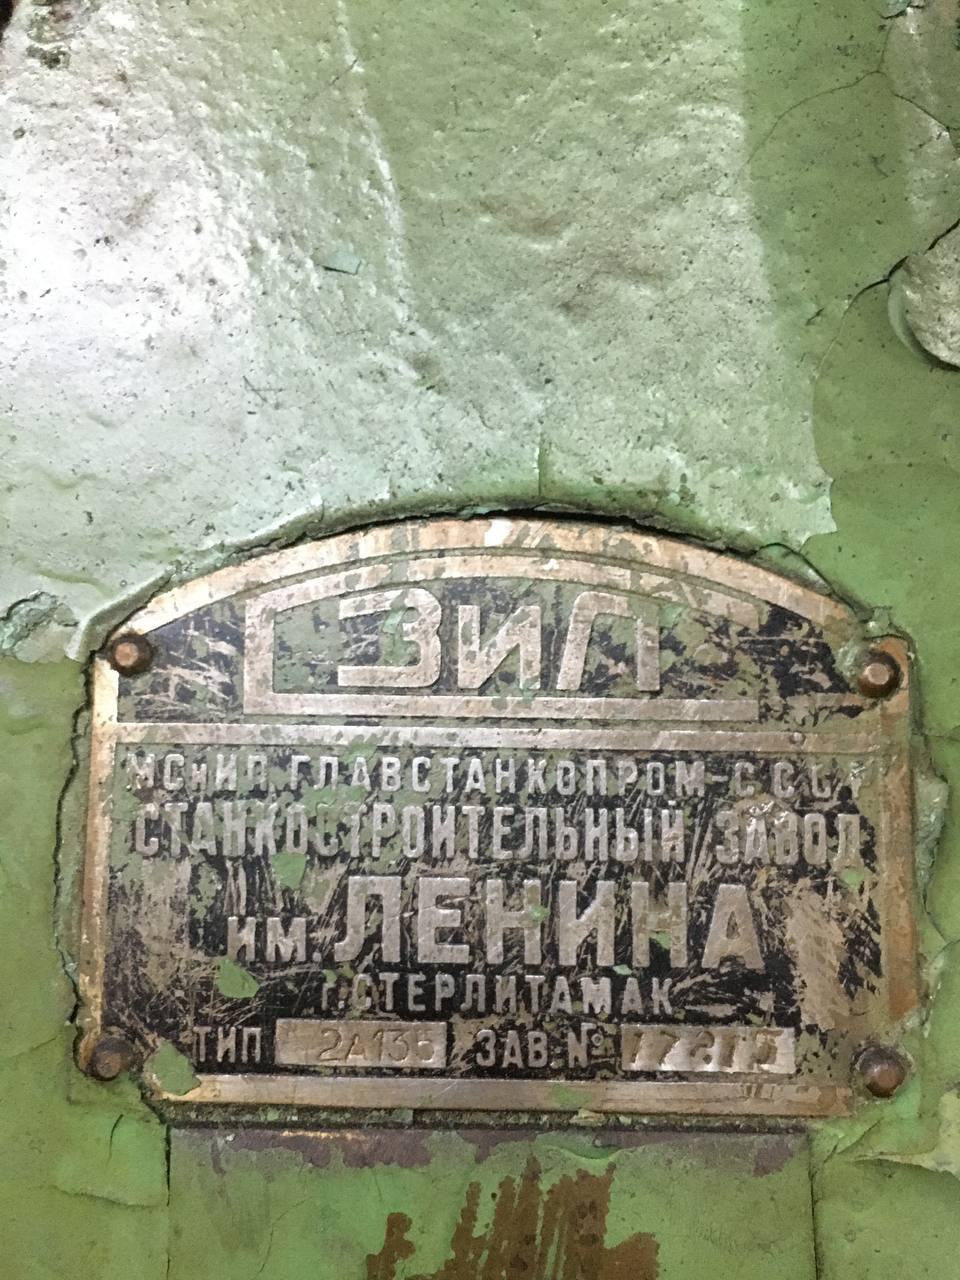 ЗИЛ
МСиИП. ГЛАВСТАНКОПРОМ-СССР
СТАНКОСТРОИТЕЛЬНЫЙ ЗАВОД
им. ЛЕНИНА
г. СТЕРЛИТАМАК
ТИП 2А135 ЗАВ. №